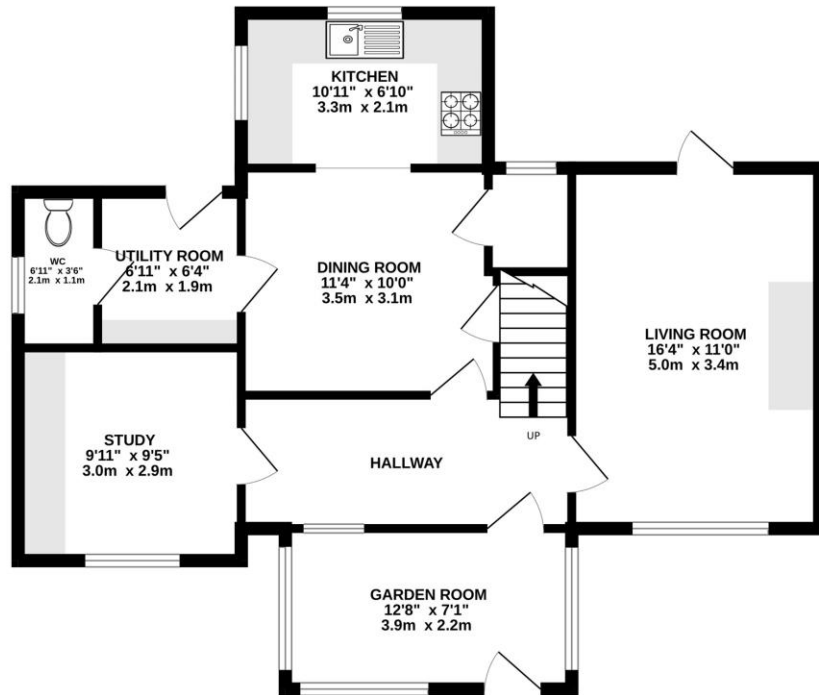 KITCHEN
10'11" x 6'10"
3.3m x 2.1m
WC
6'11" x 3'6"
2.1m x 1.1m
UTILITY ROOM
6'11" x 6'4"
2.1m x 1.9m
DINING ROOM
11'4" x 10'0"
3.5m x 3.1m
LIVING ROOM
16'4" x 11'0"
5.0m x 3.4m
STUDY
9'11" x 9'5"
3.0m x 2.9m
UP
HALLWAY
GARDEN ROOM
12'8" x 7'1"
3.9m x 2.2m